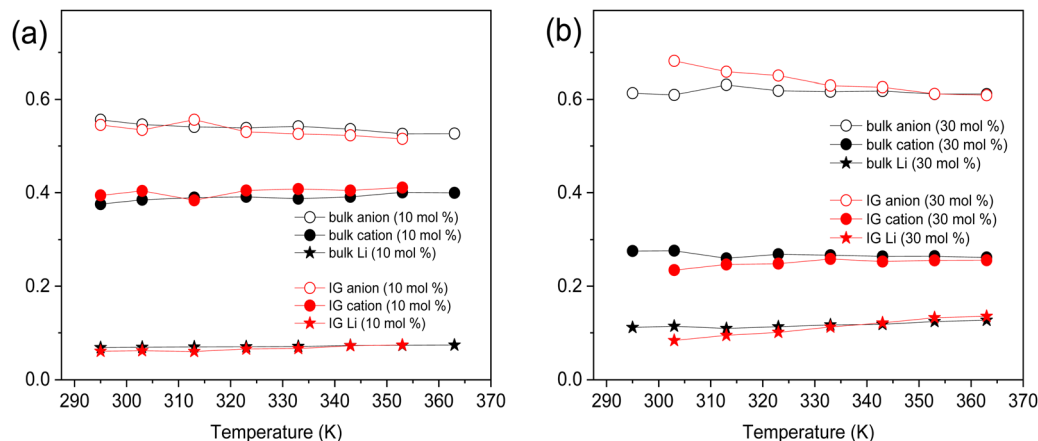 (a)
0.6
0.4
0.2
0.0
bulk anion (10 mol %)
bulk cation (10 mol %)
bulk Li (10 mol %)
IG anion (10 mol %)
IG cation (10 mol %)
IG Li (10 mol %)
290 300 310 320 330 340 350 360 370
Temperature (K)
(b)
0.6
0.4
0.2
0.0
bulk anion (30 mol %)
bulk cation (30 mol %)
bulk Li (30 mol %)
IG anion (30 mol %)
IG cation (30 mol %)
IG Li (30 mol %)
290 300 310 320 330 340 350 360 370
Temperature (K)